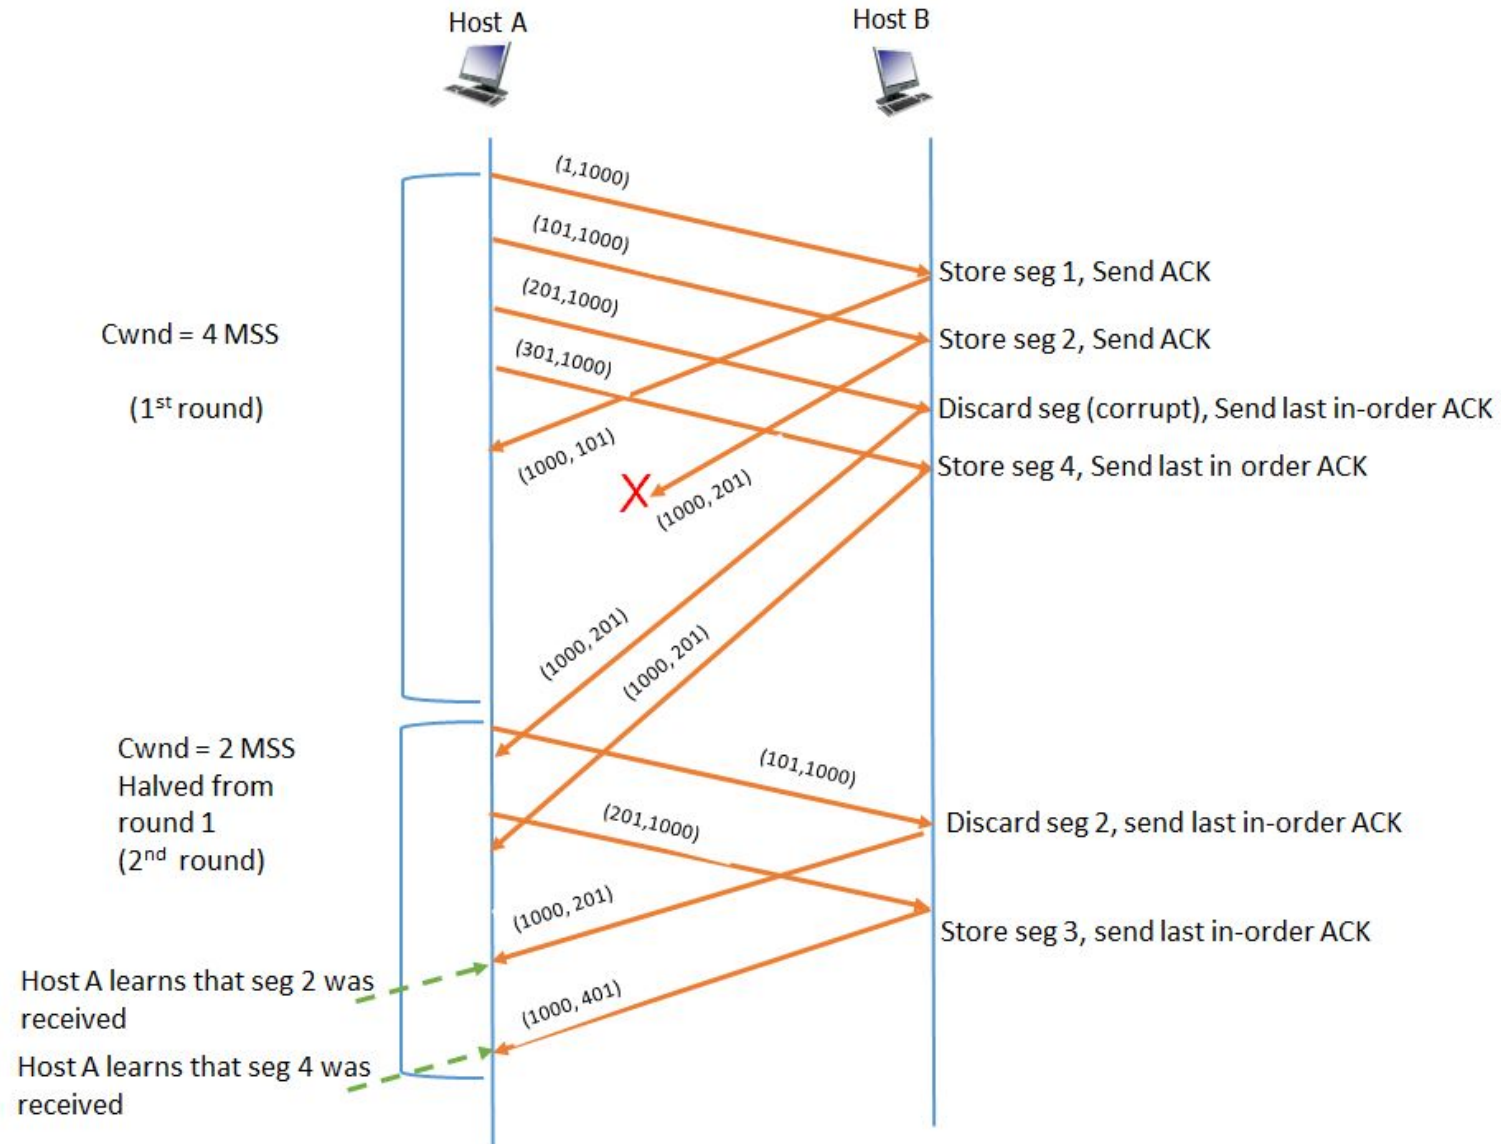 Host A
Host B
(1,1000)
(101,1000)
(201,1000)
(301,1000)
Store seg 1, Send ACK
Store seg 2, Send ACK
Discard seg (corrupt), Send last in-order ACK
Store seg 4, Send last in order ACK
Cwnd = 4 MSS
(1st round)
(1000, 101)
X
(1000, 201)
(1000, 201)
(1000, 201)
Cwnd = 2 MSS
Halved from
round 1
(2nd round)
(101,1000)
(201,1000)
Discard seg 2, send last in-order ACK
(1000, 201)
Store seg 3, send last in-order ACK
Host A learns that seg 2 was
received
(1000, 401)
Host A learns that seg 4 was
received